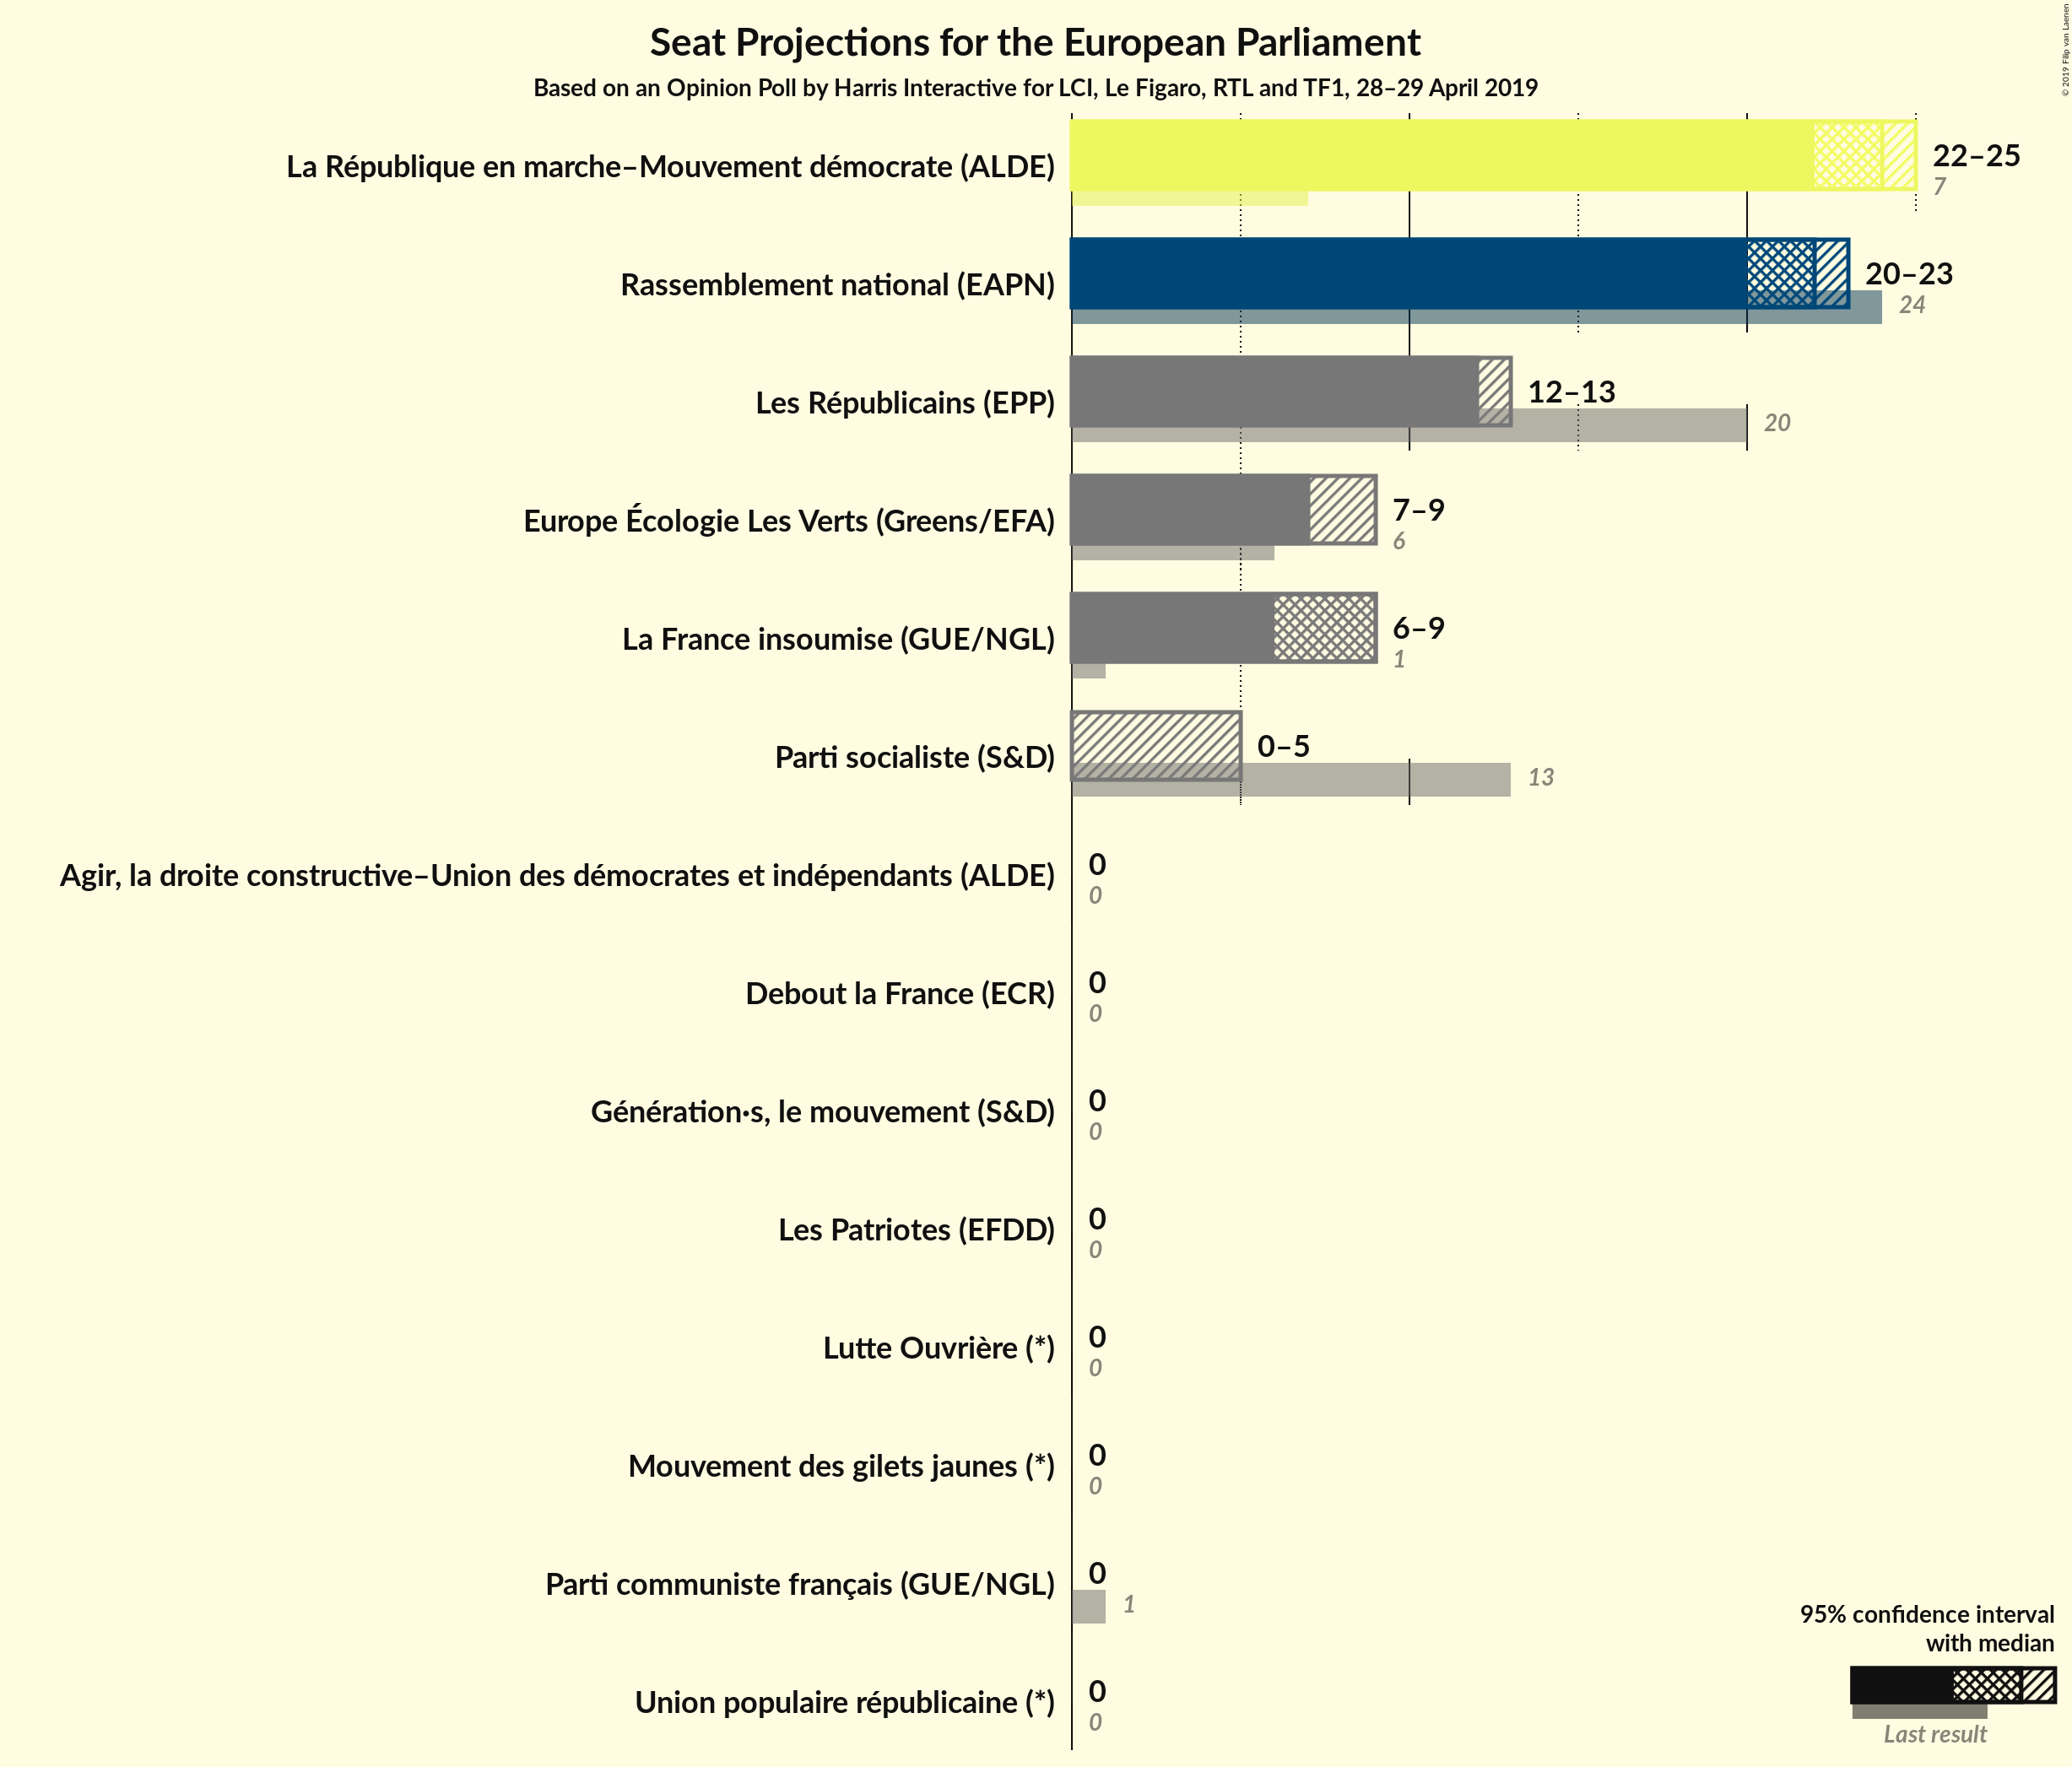 Seat Projections for the European Parliament
Based on an Opinion Poll by Harris Interactive for LCI, Le Figaro, RTL and TF1, 28–29 April 2019
© 2019 Filip van Laenen
La République en marche–Mouvement démocrate (ALDE)
22–25
7
Rassemblement national (EAPN)
20–23
24
Les Républicains (EPP)
12–13
20
Europe Écologie Les Verts (Greens/EFA)
7–9
6
La France insoumise (GUE/NGL)
6–9
1
Parti socialiste (S&D)
0–5
13
Agir, la droite constructive–Union des démocrates et indépendants (ALDE)
0
0
Debout la France (ECR)
0
0
Génération·s, le mouvement (S&D)
0
0
Les Patriotes (EFDD)
0
0
Lutte Ouvrière (*)
0
0
Mouvement des gilets jaunes (*)
0
0
Parti communiste français (GUE/NGL)
0
1
Union populaire républicaine (*)
0
0
95% confidence interval
with median
Last result